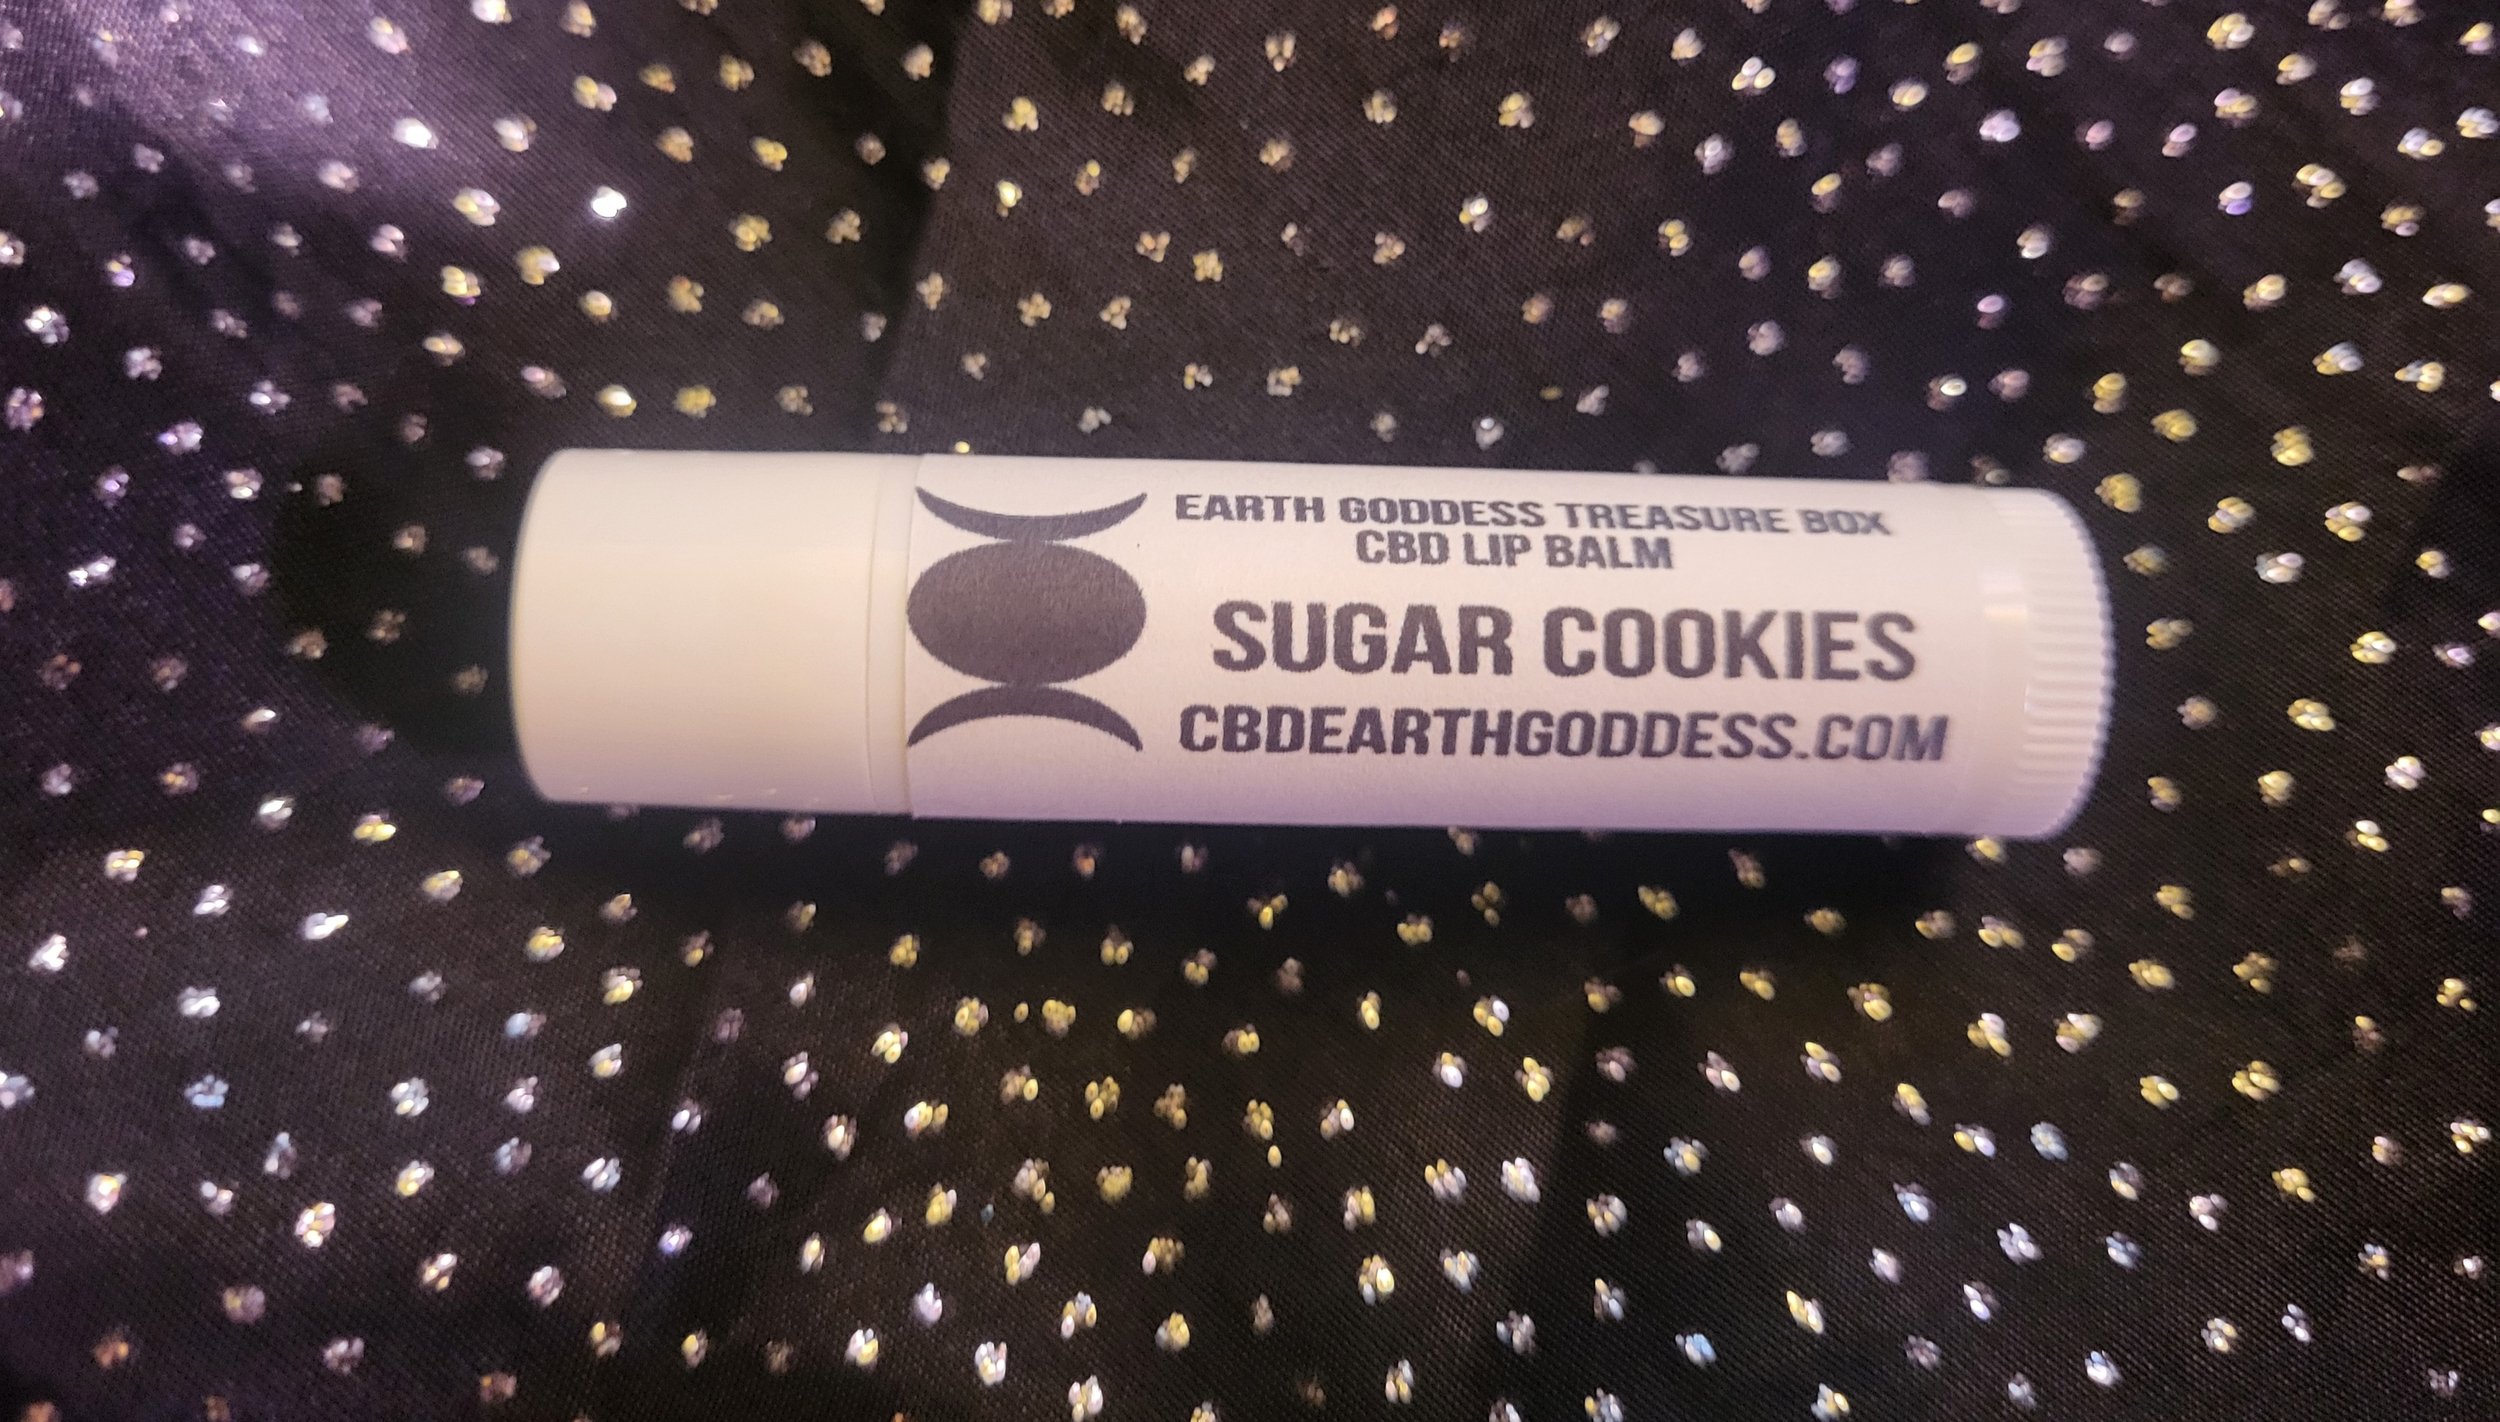 EARTH GODDESS TREASURE BOX
CBD LIP BALM
SUGAR COOKIES
CBDEARTHGODDESS.COM